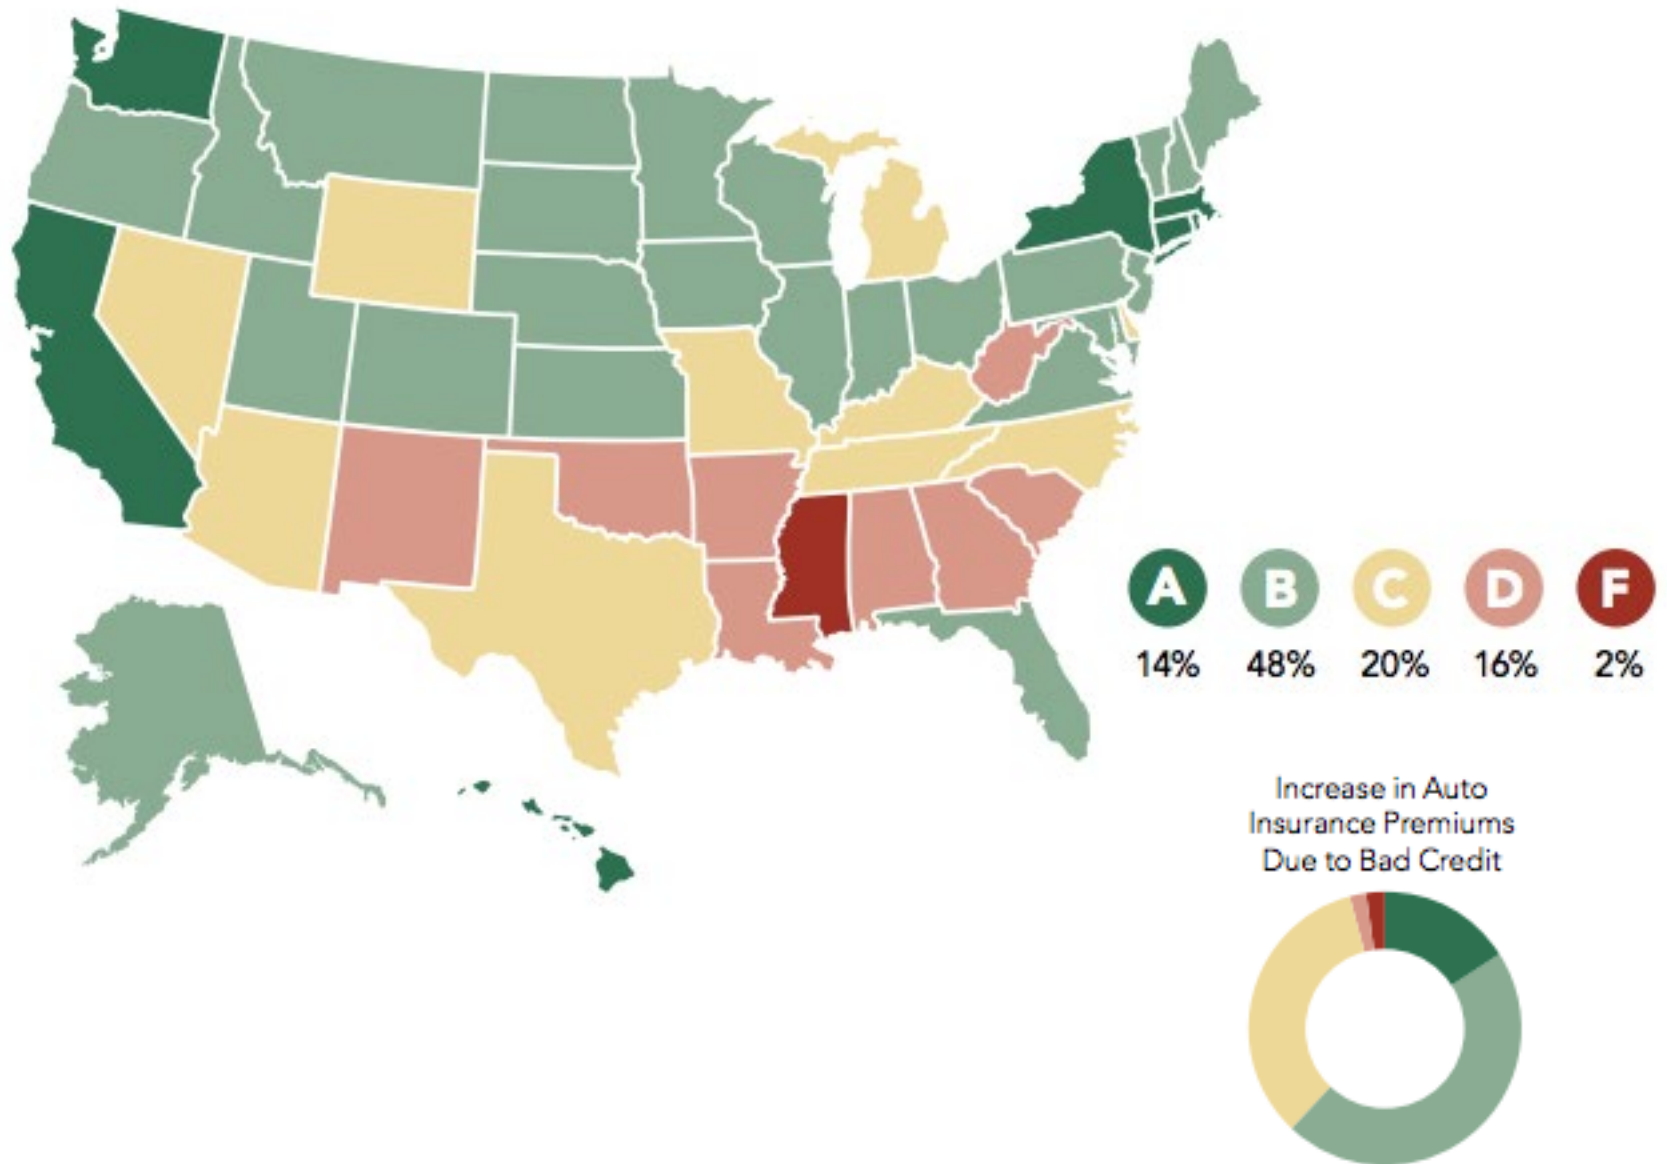 A B C D F
14% 48% 20% 16% 2%
Increase in Auto
Insurance Premiums
Due to Bad Credit